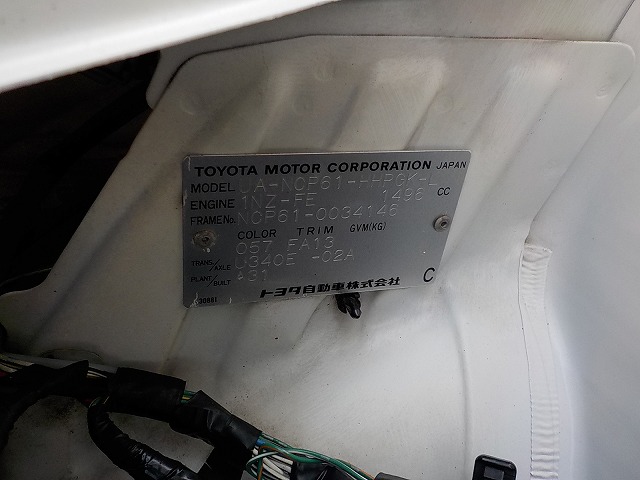 TOYOTA MOTOR CORPORATION JAPAN
MODEL UA-NCP61-AHPGK-L
ENGINE 1NZ-FE 1496 CC
FRAME No. NCP61-0034146
COLOR TRIM GVM(KG)
057 FA13
TRANS./AXLE U340E -02A
PLANT/BUILT A31
トヨタ自動車株式会社 C